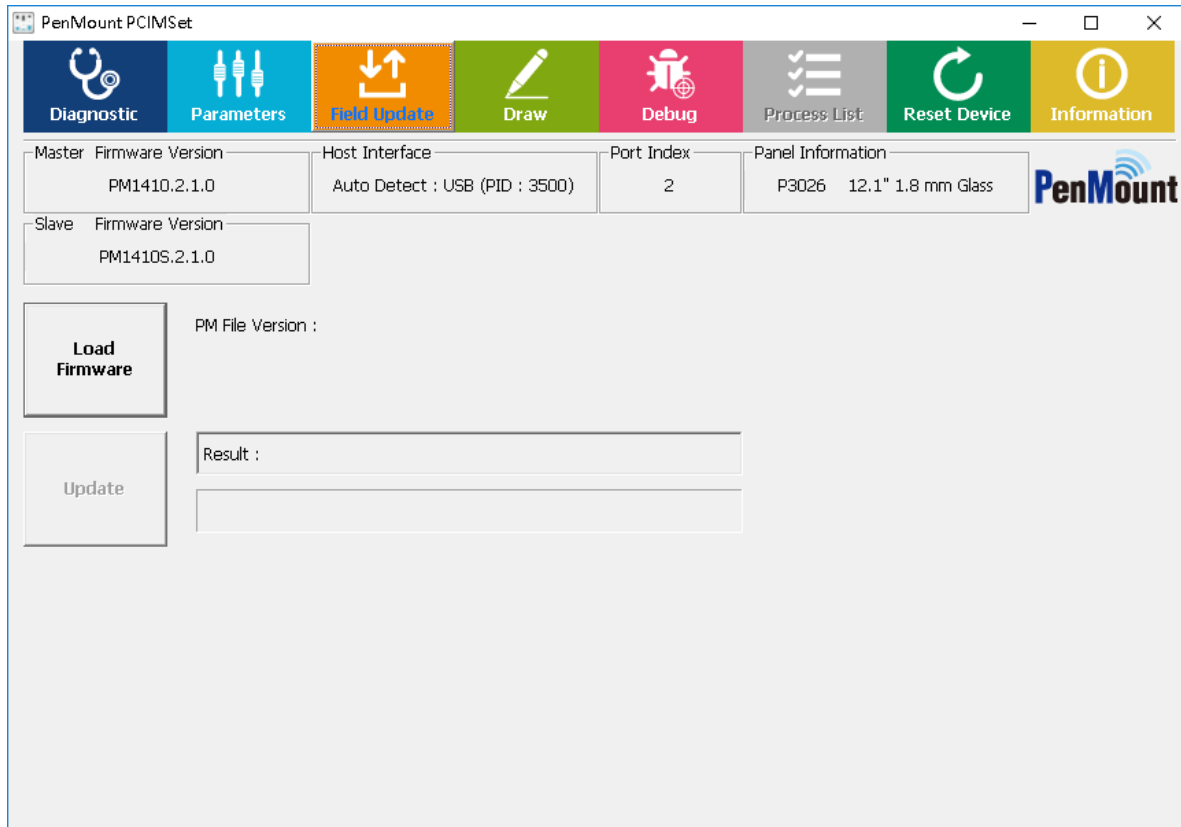 PenMount PCIMSet
Diagnostic Parameters Field Update Draw Debug Process List Reset Device Information
Master Firmware Version Host Interface Port Index Panel Information
PM1410.2.1.0 Auto Detect : USB (PID : 3500) 2 P3026 12.1" 1.8 mm Glass PenMount
Slave Firmware Version
PM1410S.2.1.0
Load
Firmware
PM File Version :
Update
Result :